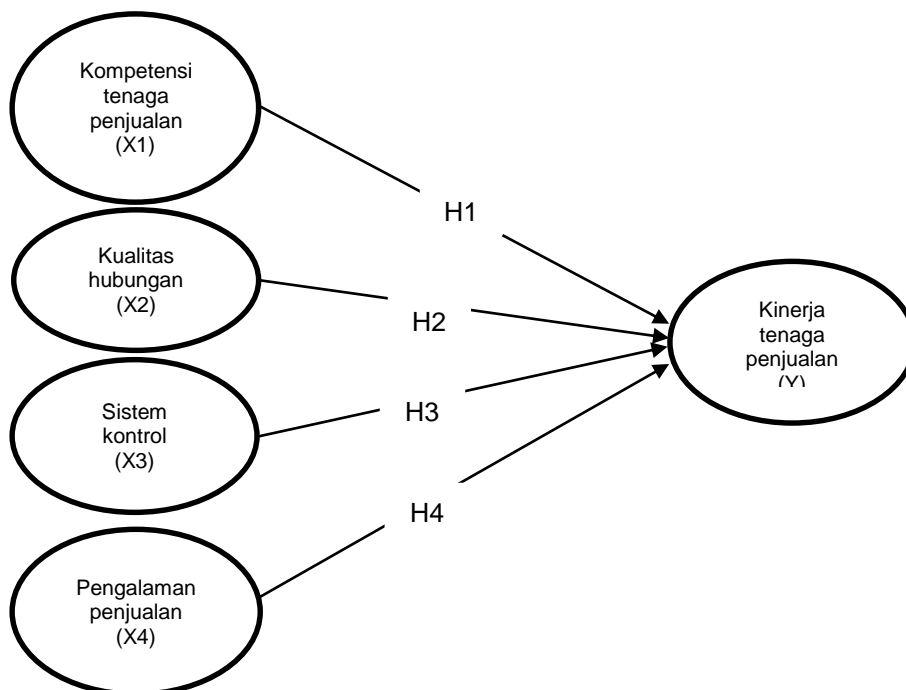 Kompetensi
tenaga
penjualan
(X1)
H1
Kualitas
hubungan
(X2)
H2
Kinerja
tenaga
penjualan
(Y)
Sistem
kontrol
(X3)
H3
H4
Pengalaman
penjualan
(X4)